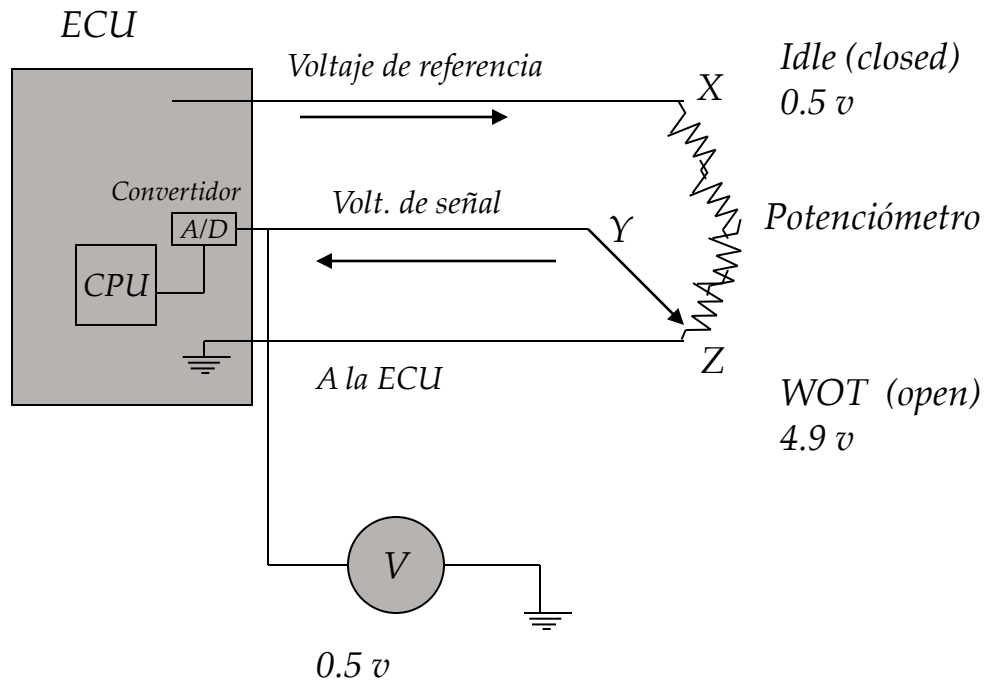 ECU
Voltaje de referencia
X
Idle (closed)
0.5 v
Convertidor
A/D
Volt. de señal
Y
Potenciómetro
CPU
Z
A la ECU
WOT (open)
4.9 v
V
0.5 v